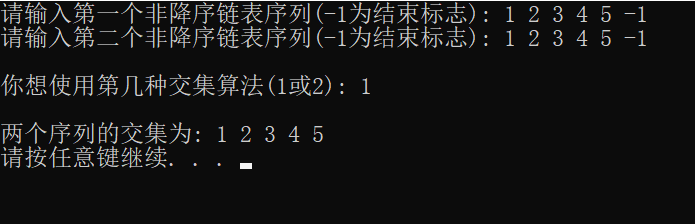 请输入第一个非降序链表序列(-1为结束标志): 1 2 3 4 5 -1
请输入第二个非降序链表序列(-1为结束标志): 1 2 3 4 5 -1
你想使用第几种交集算法(1或2): 1
两个序列的交集为: 1 2 3 4 5
请按任意键继续. . .